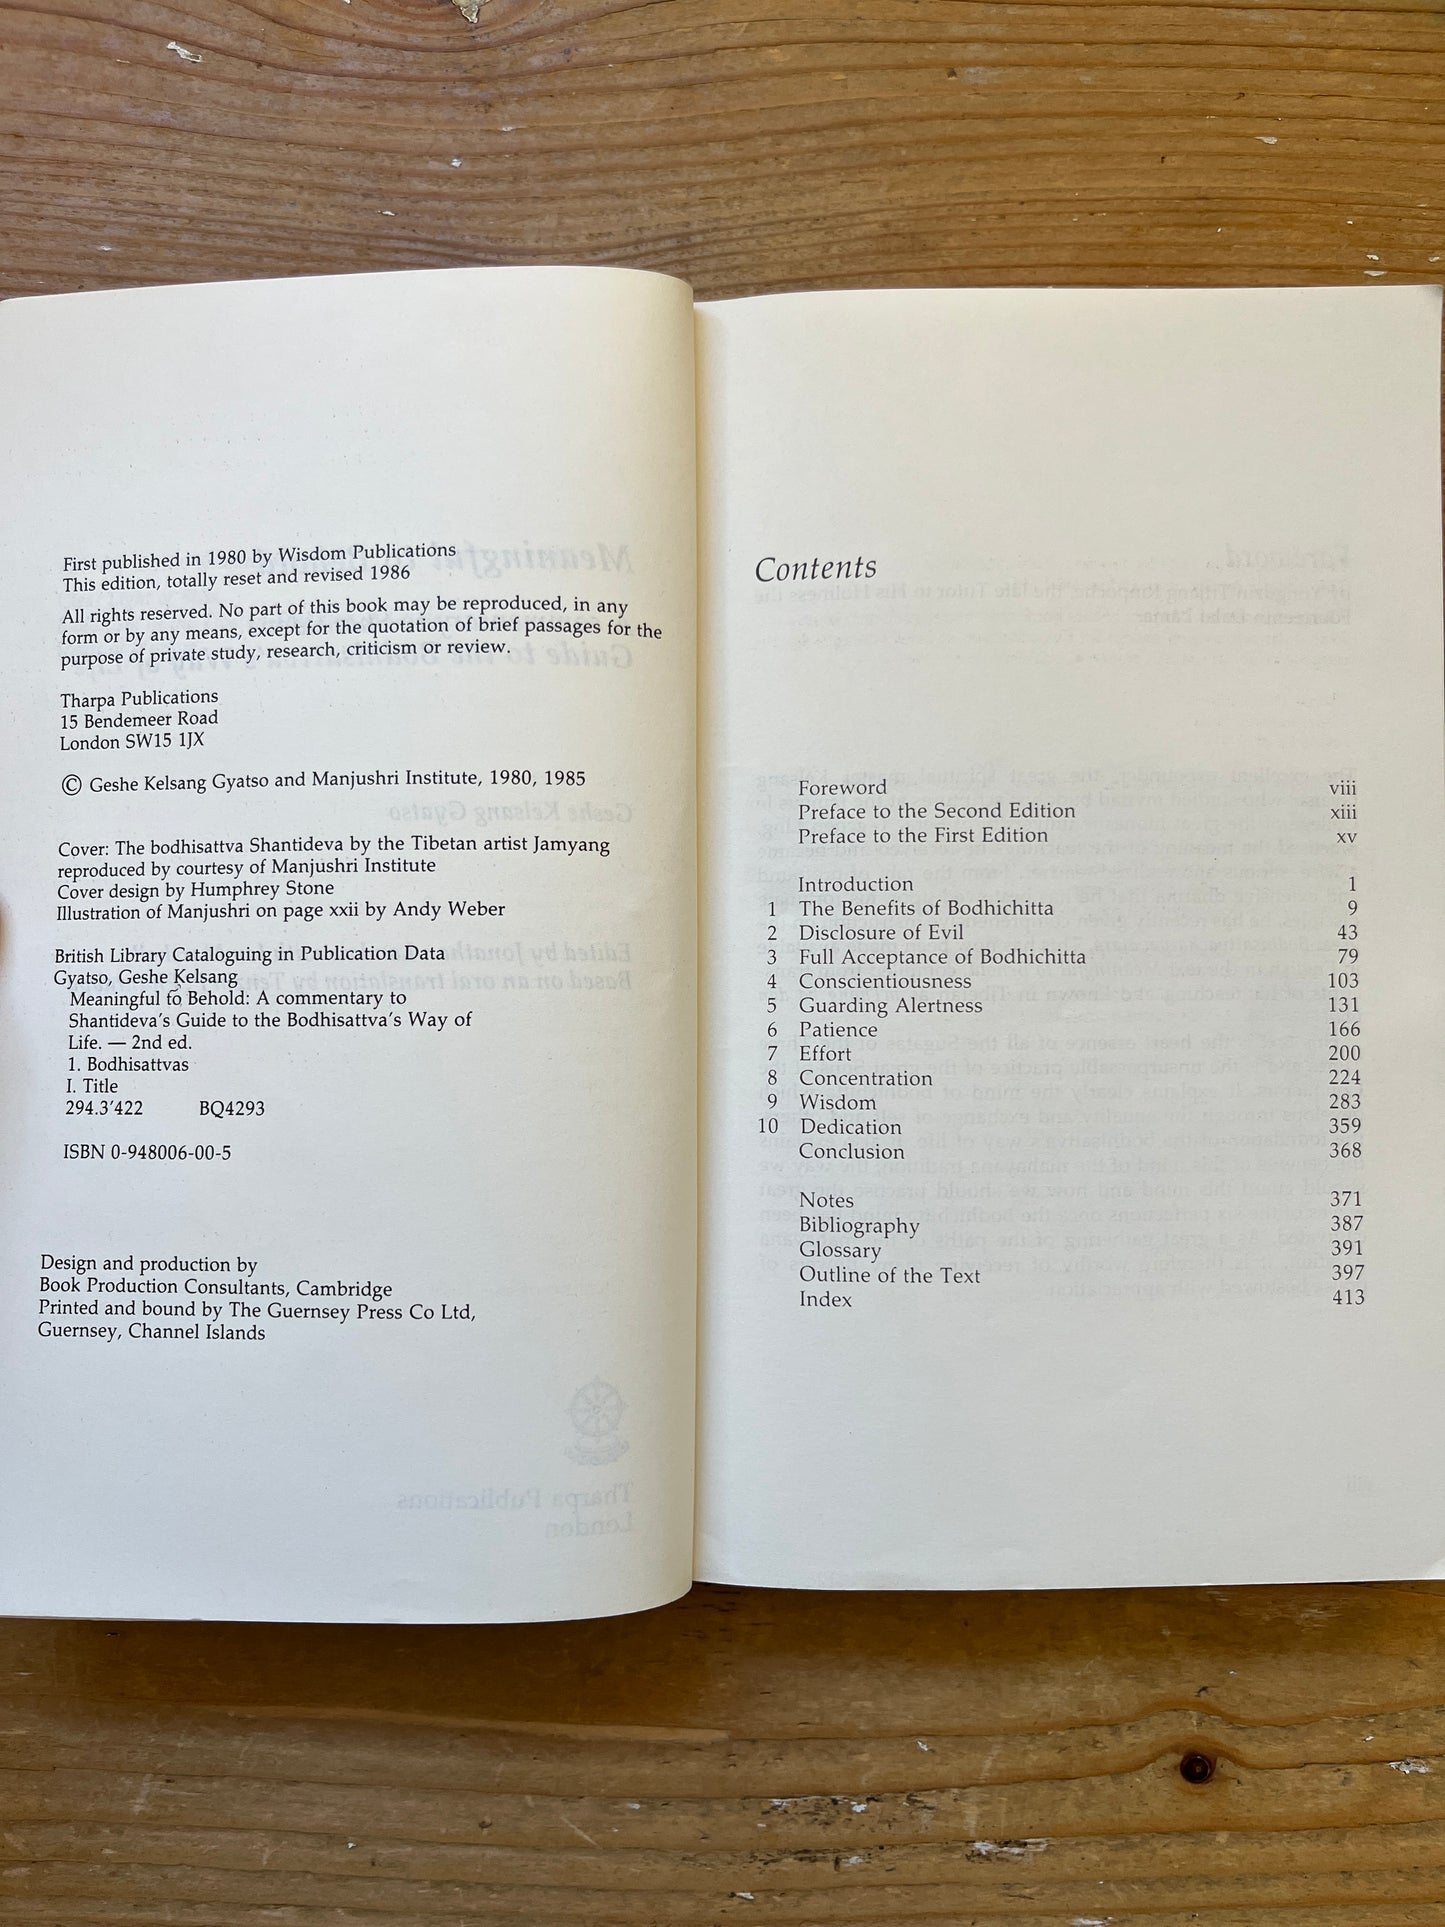 First published in 1980 by Wisdom Publications
This edition, totally reset and revised 1986
All rights reserved. No part of this book may be reproduced, in any
form or by any means, except for the quotation of brief passages for the
purpose of private study, research, criticism or review.
Tharpa Publications
15 Bendemeer Road
London SW15 1JX
© Geshe Kelsang Gyatso and Manjushri Institute, 1980, 1985
Cover: The bodhisattva Shantideva by the Tibetan artist Jamyang
reproduced by courtesy of Manjushri Institute
Cover design by Humphrey Stone
Illustration of Manjushri on page xxii by Andy Weber
British Library Cataloguing in Publication Data
Gyatso, Geshe Kelsang
Meaningful to Behold: A commentary to
Shantideva's Guide to the Bodhisattva's Way of
Life. — 2nd ed.
1. Bodhisattvas
I. Title
294.3'422 BQ4293
ISBN 0-948006-00-5
Design and production by
Book Production Consultants, Cambridge
Printed and bound by The Guernsey Press Co Ltd,
Guernsey, Channel Islands
Contents
Foreword viii
Preface to the Second Edition xiii
Preface to the First Edition xv
Introduction 1
1 The Benefits of Bodhichitta 9
2 Disclosure of Evil 43
3 Full Acceptance of Bodhichitta 79
4 Conscientiousness 103
5 Guarding Alertness 131
6 Patience 166
7 Effort 200
8 Concentration 224
9 Wisdom 283
10 Dedication 359
Conclusion 368
Notes 371
Bibliography 387
Glossary 391
Outline of the Text 397
Index 413